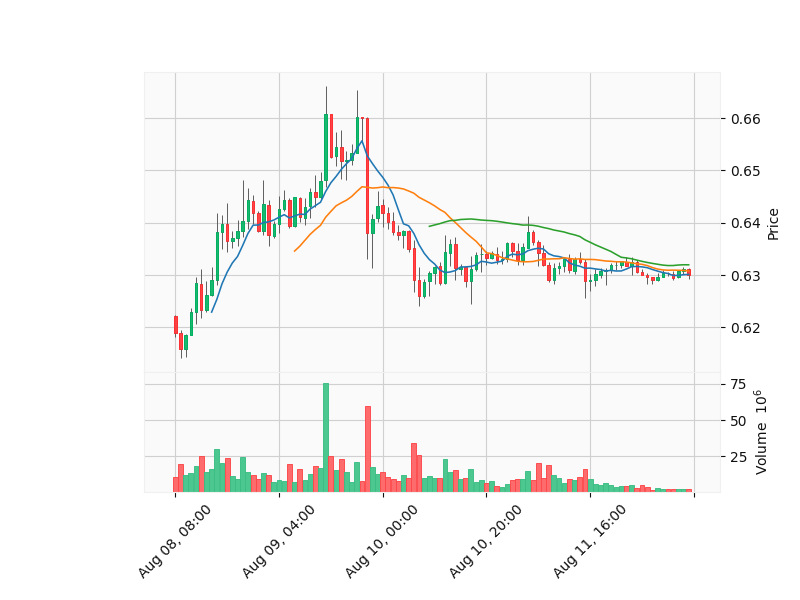 0.66
0.65
0.64
0.63
0.62
Price
75
50
25
Volume 10^6
Aug 08, 08:00
Aug 09, 04:00
Aug 10, 00:00
Aug 10, 20:00
Aug 11, 16:00